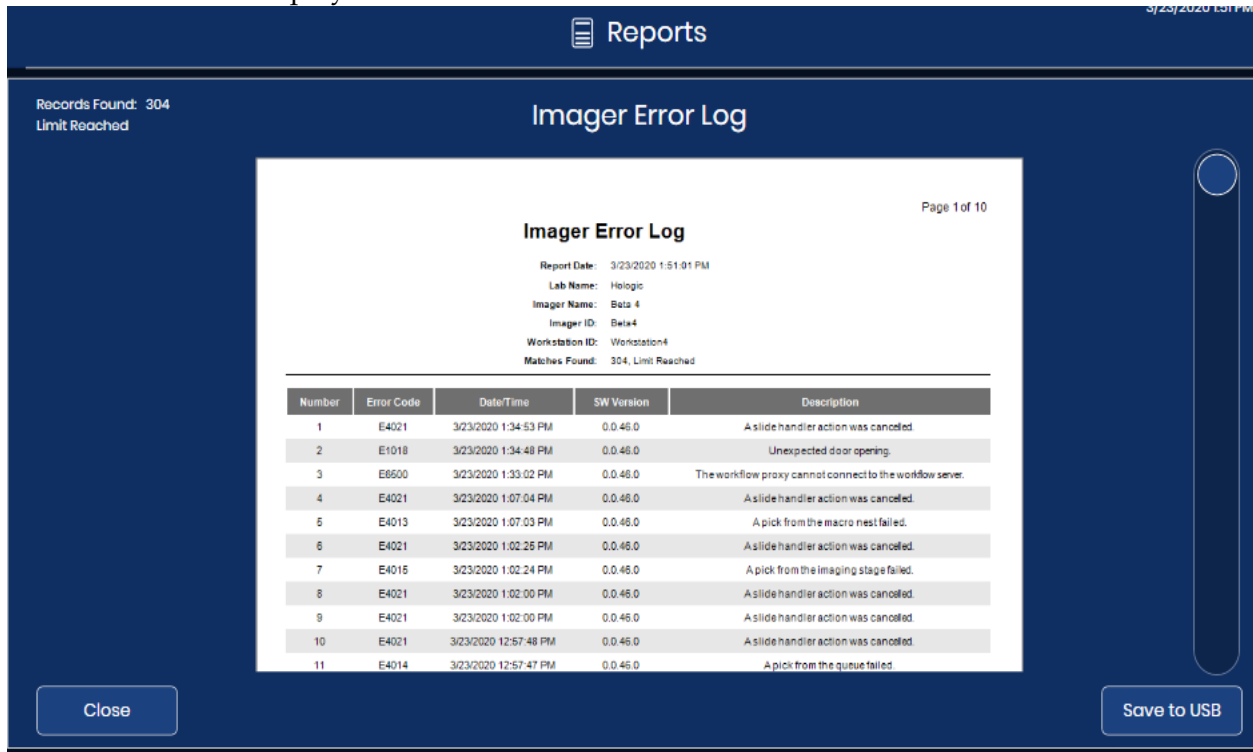 3/23/2020 1:51 PM
Reports
Records Found: 304
Limit Reached
Imager Error Log
Page 1 of 10
Imager Error Log
Report Date: 3/23/2020 1:51:01 PM
Lab Name: Hologic
Imager Name: Beta 4
Imager ID: Beta4
Workstation ID: Workstation4
Matches Found: 304, Limit Reached
Number Error Code Date/Time SW Version Description
1 E4021 3/23/2020 1:34:53 PM 0.0.46.0 A slide handler action was canceled.
2 E1018 3/23/2020 1:34:48 PM 0.0.46.0 Unexpected door opening.
3 E6500 3/23/2020 1:33:02 PM 0.0.46.0 The workflow proxy cannot connect to the workflow server.
4 E4021 3/23/2020 1:07:04 PM 0.0.46.0 A slide handler action was canceled.
5 E4013 3/23/2020 1:07:03 PM 0.0.46.0 A pick from the macro nest failed.
6 E4021 3/23/2020 1:02:25 PM 0.0.46.0 A slide handler action was canceled.
7 E4015 3/23/2020 1:02:24 PM 0.0.46.0 A pick from the imaging stage failed.
8 E4021 3/23/2020 1:02:00 PM 0.0.46.0 A slide handler action was canceled.
9 E4021 3/23/2020 1:02:00 PM 0.0.46.0 A slide handler action was canceled.
10 E4021 3/23/2020 12:57:48 PM 0.0.46.0 A slide handler action was canceled.
11 E4014 3/23/2020 12:57:47 PM 0.0.46.0 A pick from the queue failed.
Close
Save to USB